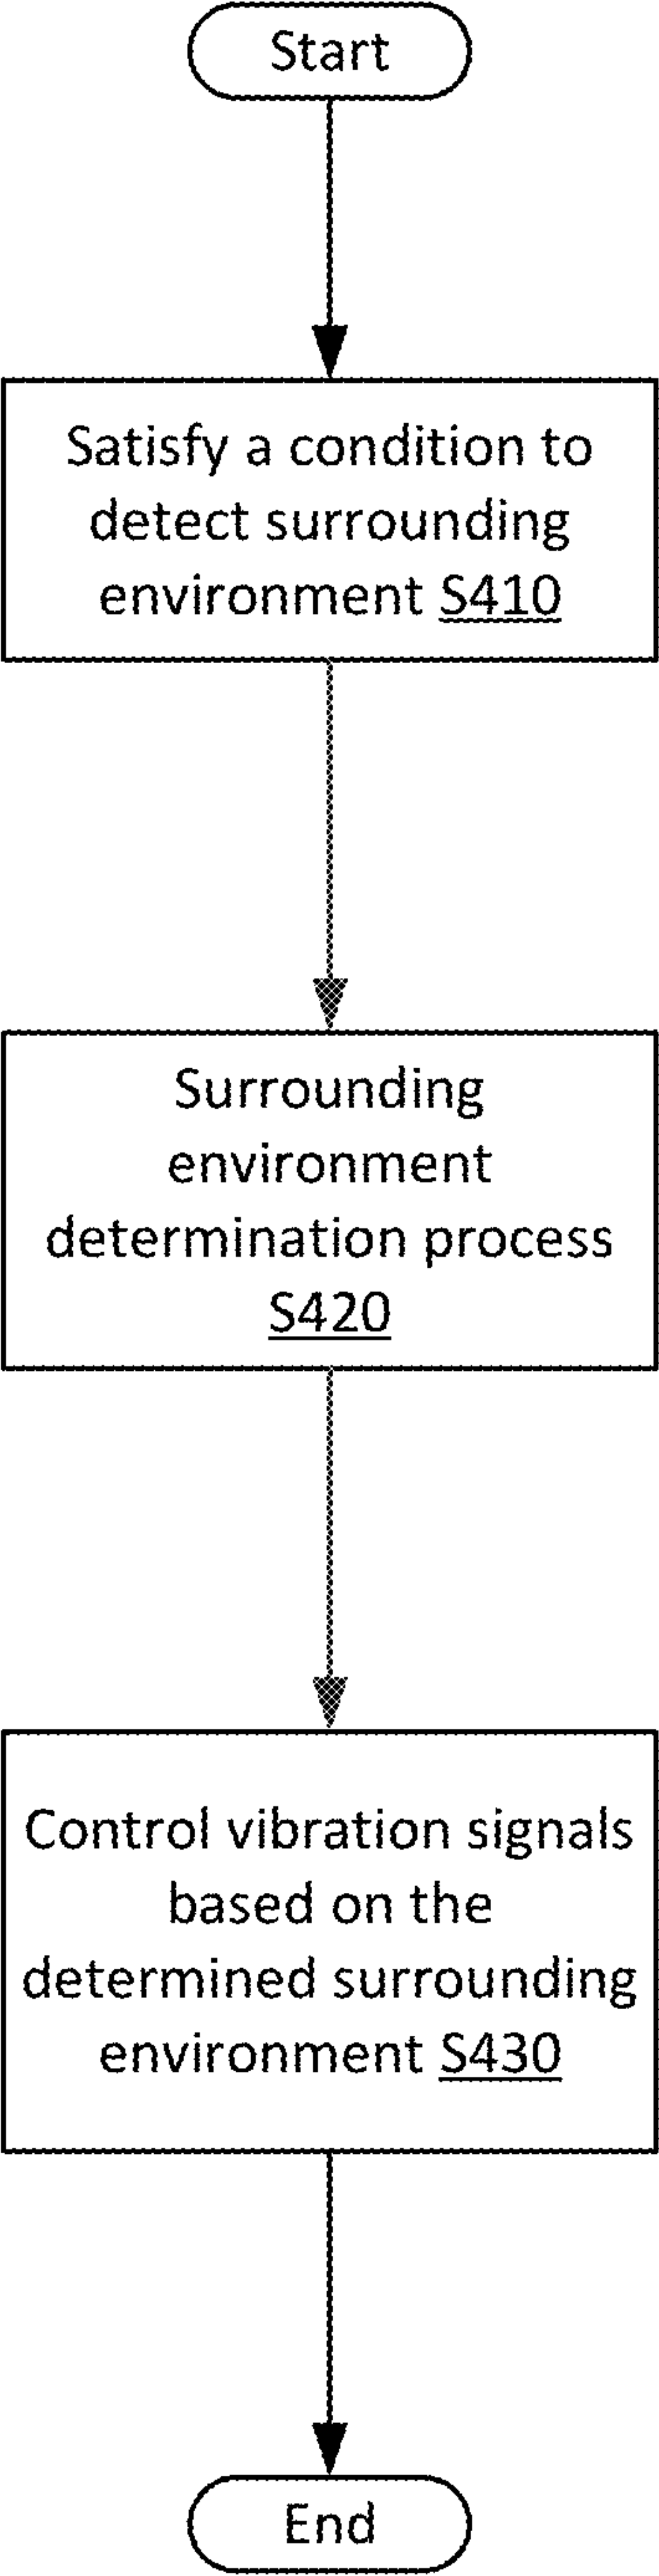 Start
Satisfy a condition to
detect surrounding
environment S410
Surrounding
environment
determination process
S420
Control vibration signals
based on the
determined surrounding
environment S430
End